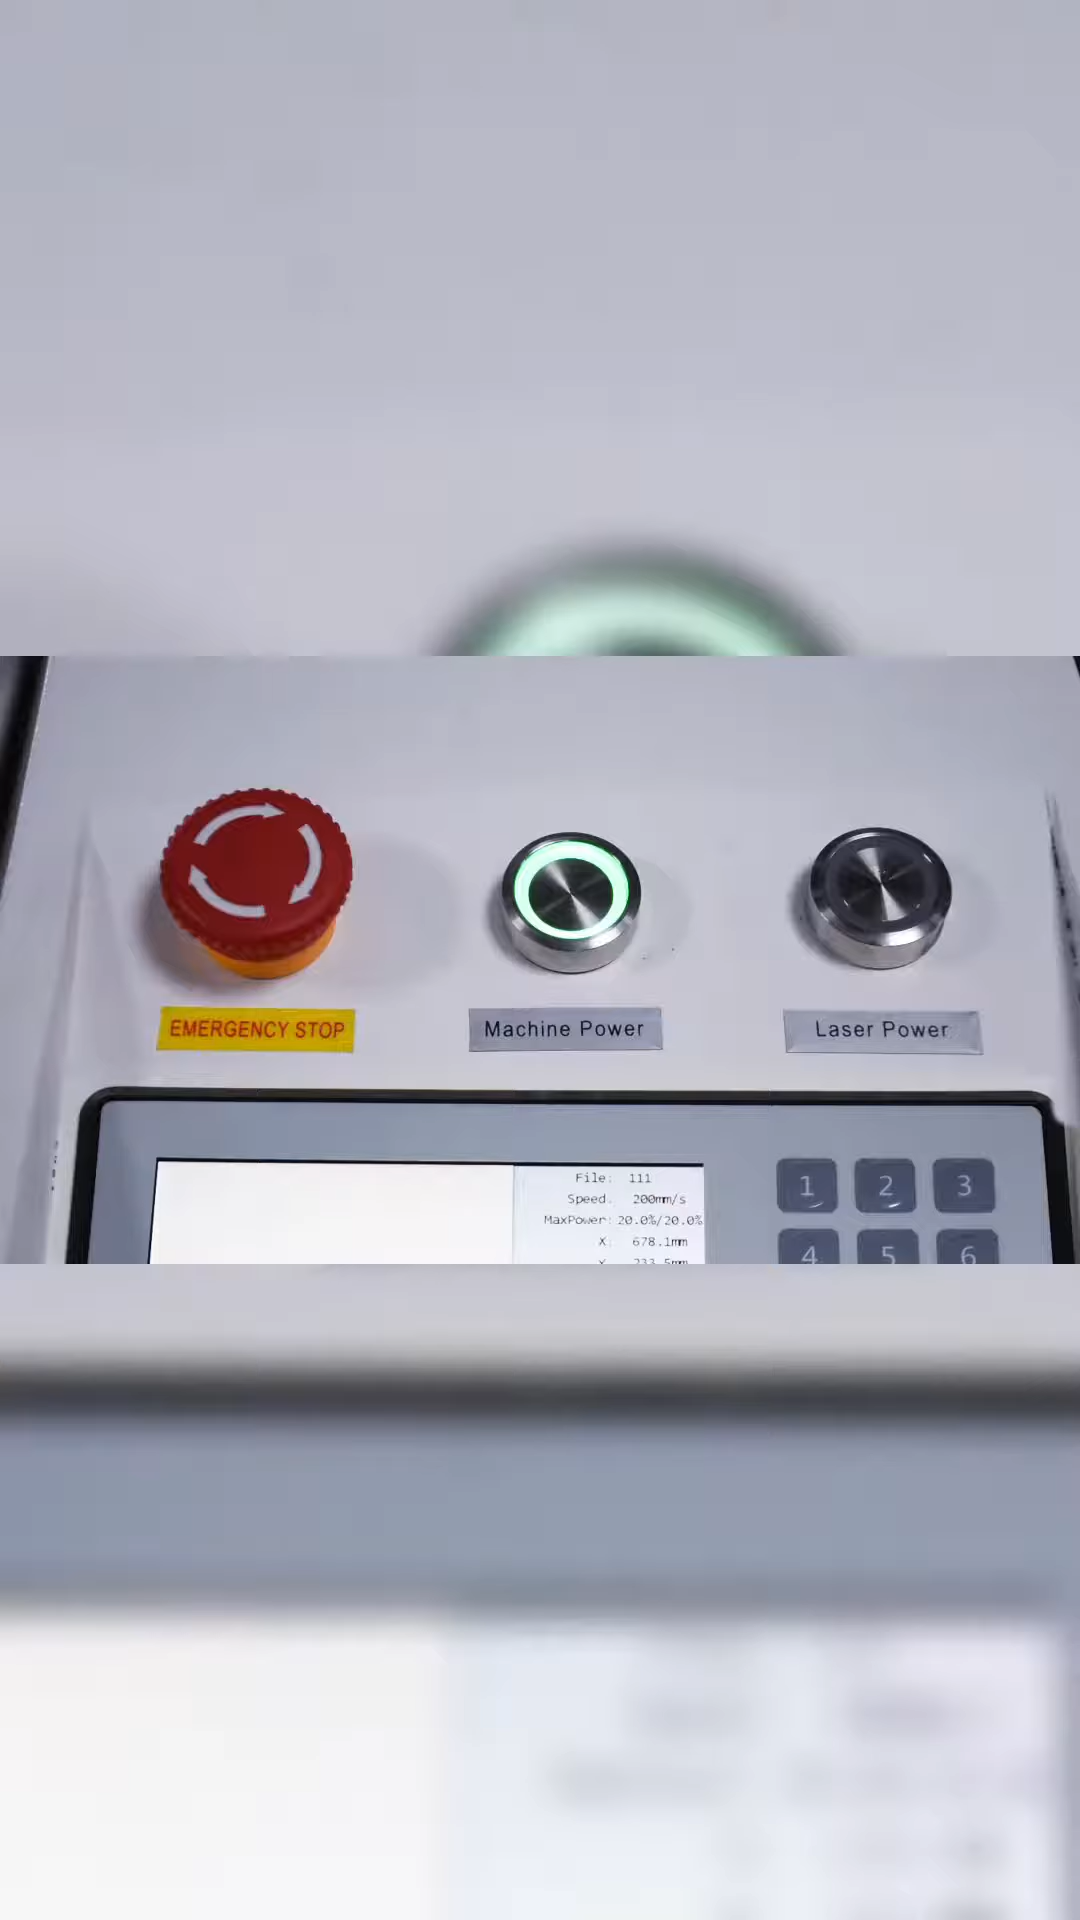 EMERGENCY STOP
Machine Power
Laser Power
File: 111
Speed. 200mm/s
MaxPower: 20.0%/20.0%
X: 678.1mm
1 2 3
4 5 6